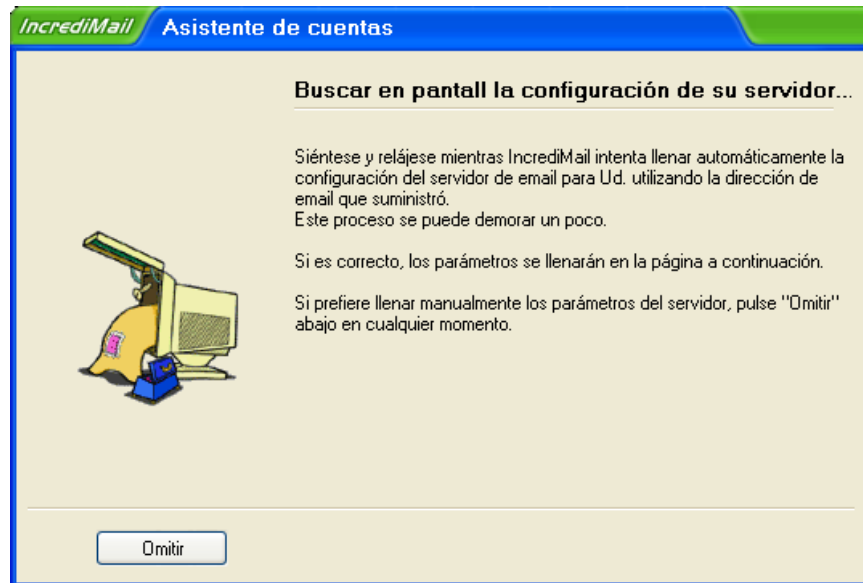 IncrediMail Asistente de cuentas
Buscar en pantall la configuración de su servidor...
Siéntese y relájese mientras IncrediMail intenta llenar automáticamente la
configuración del servidor de email para Ud. utilizando la dirección de
email que suministró.
Este proceso se puede demorar un poco.
Si es correcto, los parámetros se llenarán en la página a continuación.
Si prefiere llenar manualmente los parámetros del servidor, pulse "Omitir"
abajo en cualquier momento.
Omitir